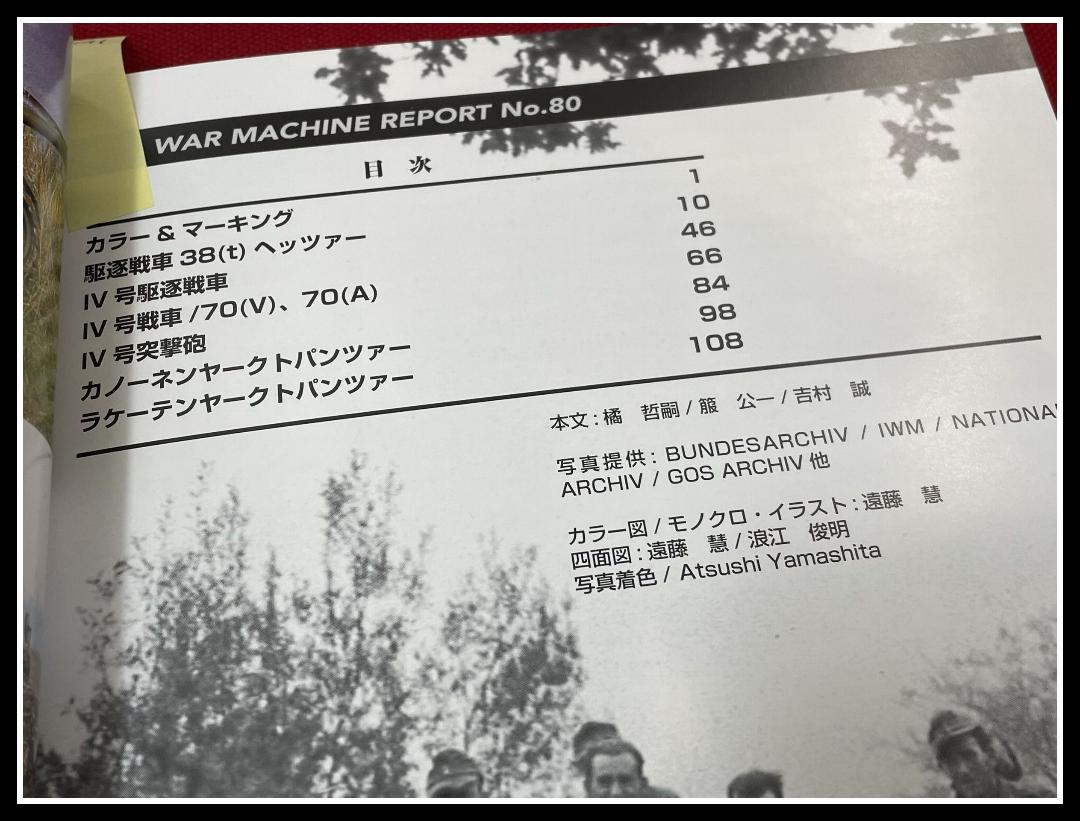 WAR MACHINE REPORT No.80
目 次
カラー & マーキング 1
駆逐戦車 38(t) ヘッツァー 10
IV 号駆逐戦車 46
IV 号戦車 /70(V)、70(A) 66
IV 号突撃砲 84
カノーネンヤークトパンツァー 98
ラケーテンヤークトパンツァー 108
本文 : 橘 哲嗣 / 箙 公一 / 吉村 誠
写真提供 : BUNDESARCHIV / IWM / NATIONAL
ARCHIV / GOS ARCHIV 他
カラー図 / モノクロ・イラスト : 遠藤 慧
四面図 : 遠藤 慧 / 浪江 俊明
写真着色 / Atsushi Yamashita